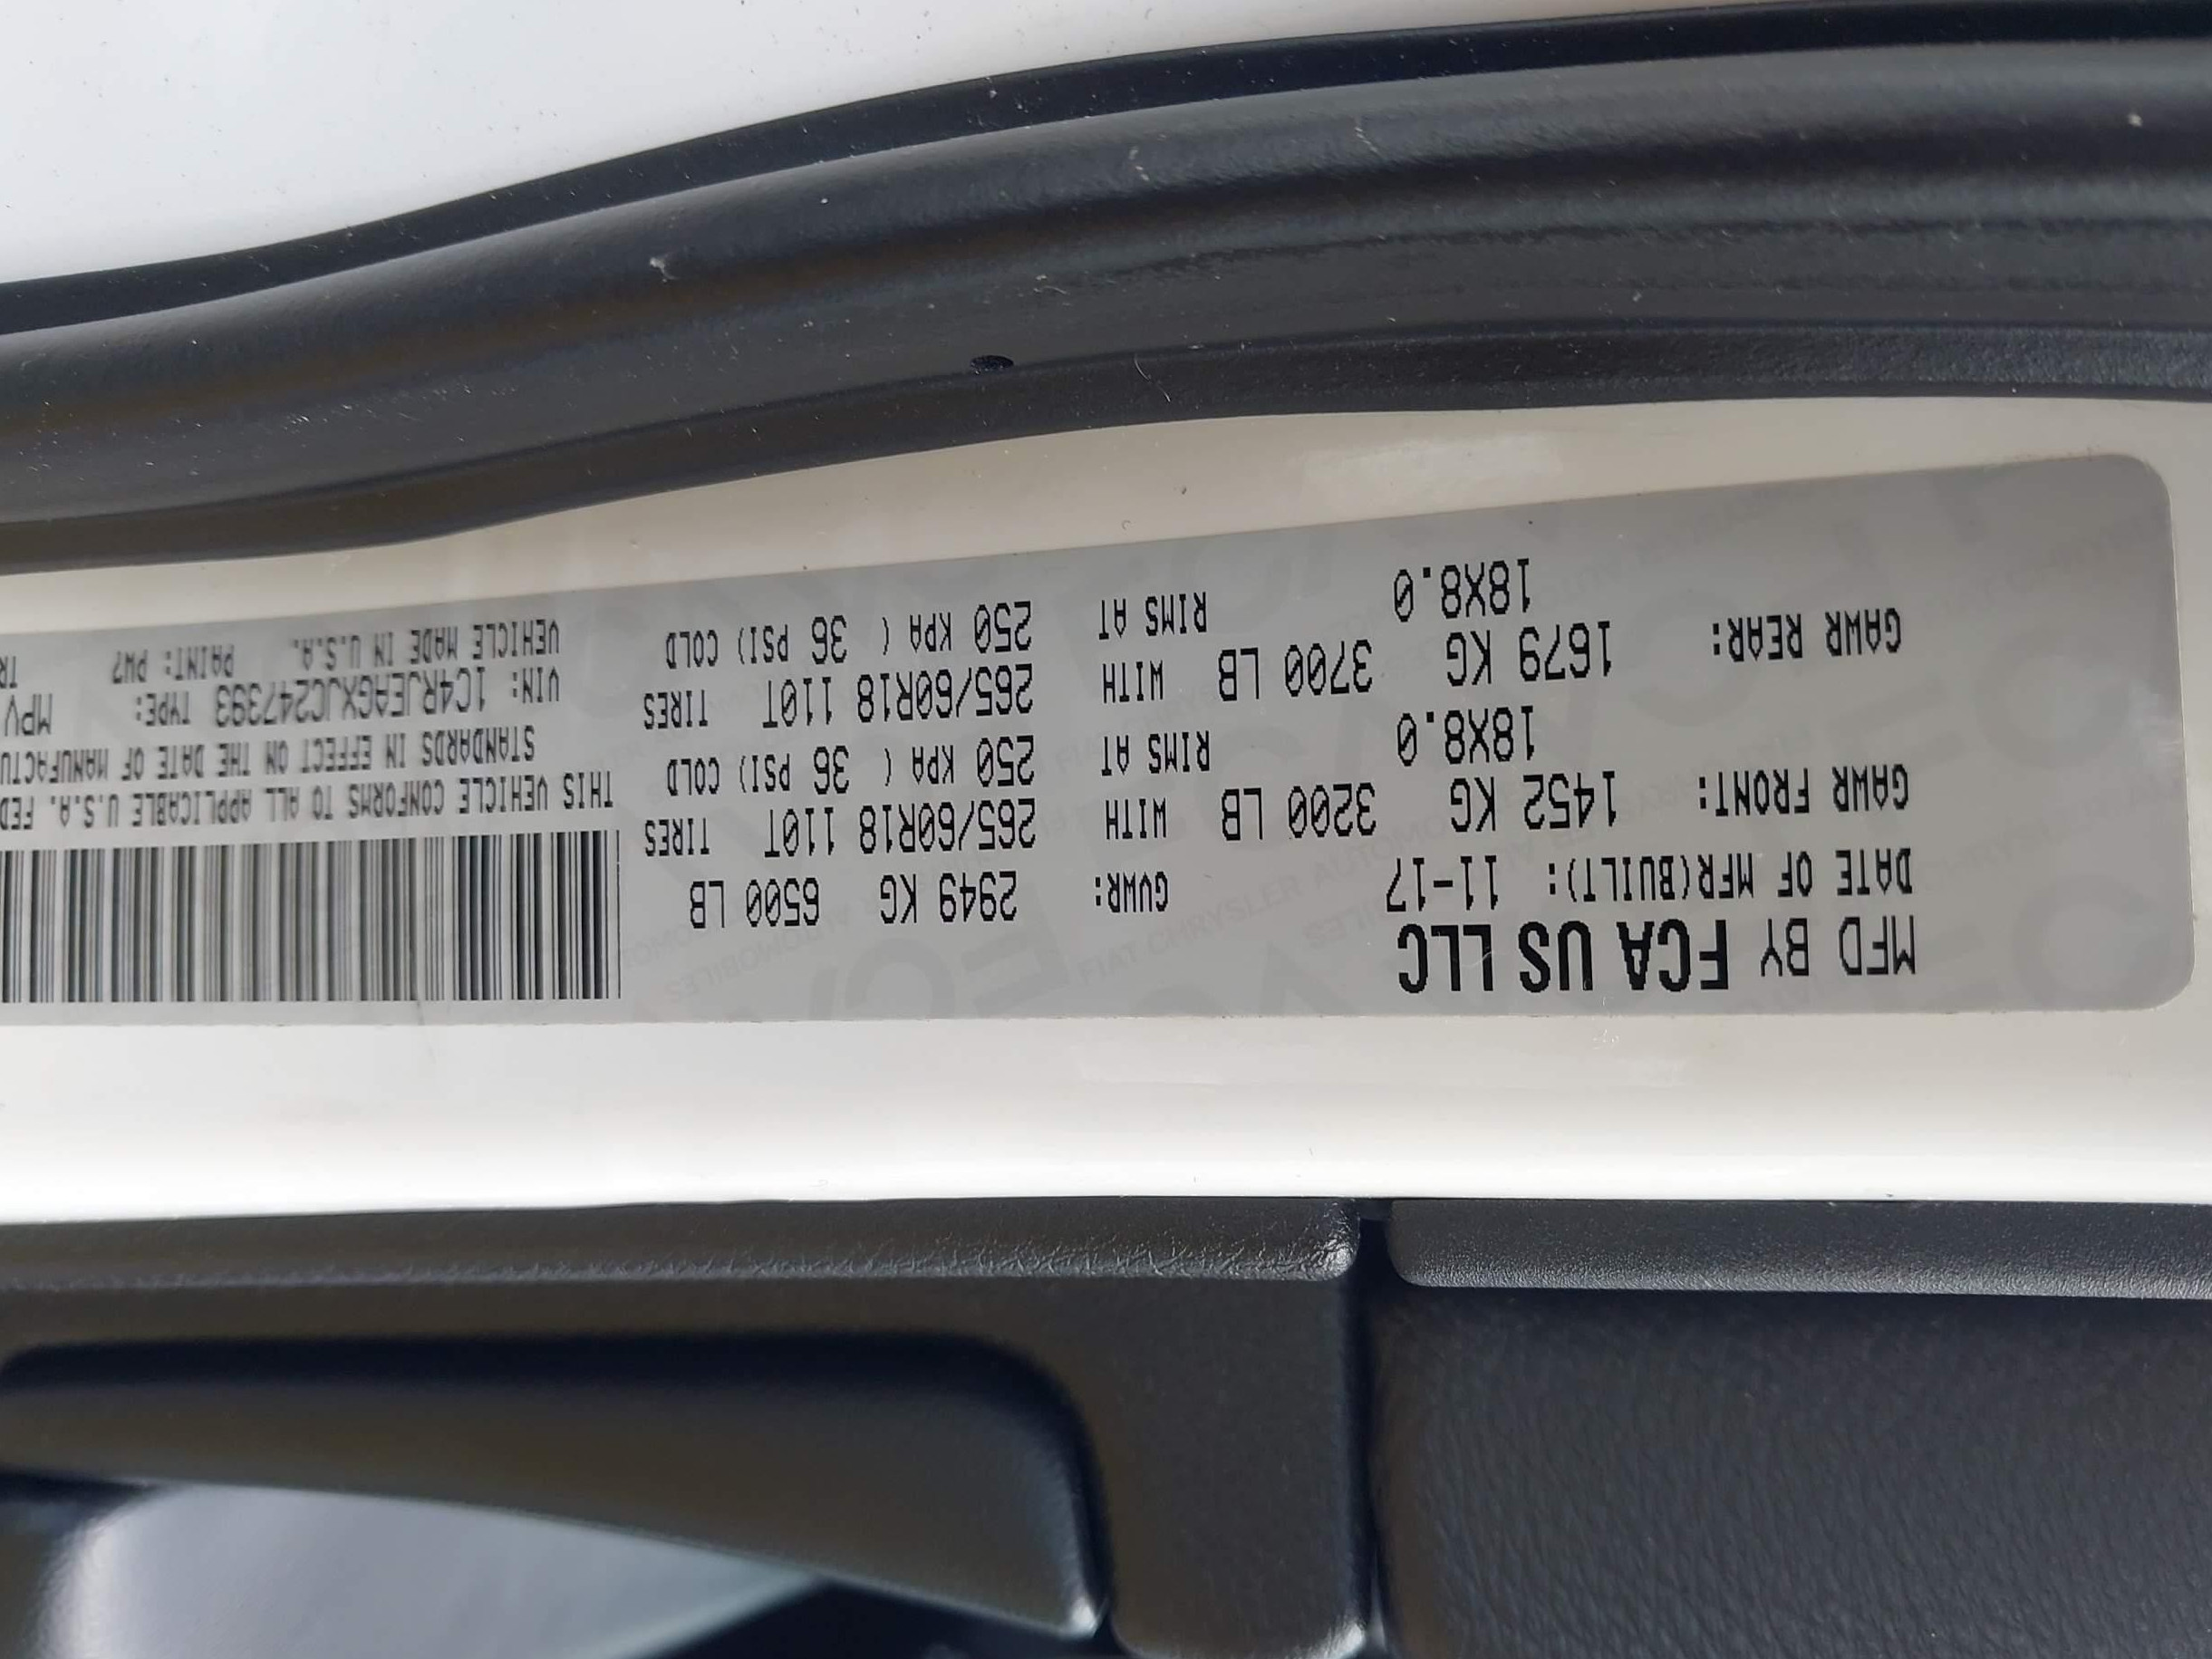 MFD BY FCA US LLC
DATE OF MFR(BUILT): 11-17 GVWR: 2949 KG 6500 LB
GAWR FRONT: 1452 KG 3200 LB WITH 265/60R18 110T TIRES
18X8.0 RIMS AT 250 KPA ( 36 PSI) COLD
GAWR REAR: 1679 KG 3700 LB WITH 265/60R18 110T TIRES
18X8.0 RIMS AT 250 KPA ( 36 PSI) COLD
THIS VEHICLE CONFORMS TO ALL APPLICABLE U.S.A. FED
STANDARDS IN EFFECT ON THE DATE OF MANUFACTU
VIN: 1C4RJEAGXJC247393 TYPE: MPV
VEHICLE MADE IN U.S.A. PAINT: PW7 TR